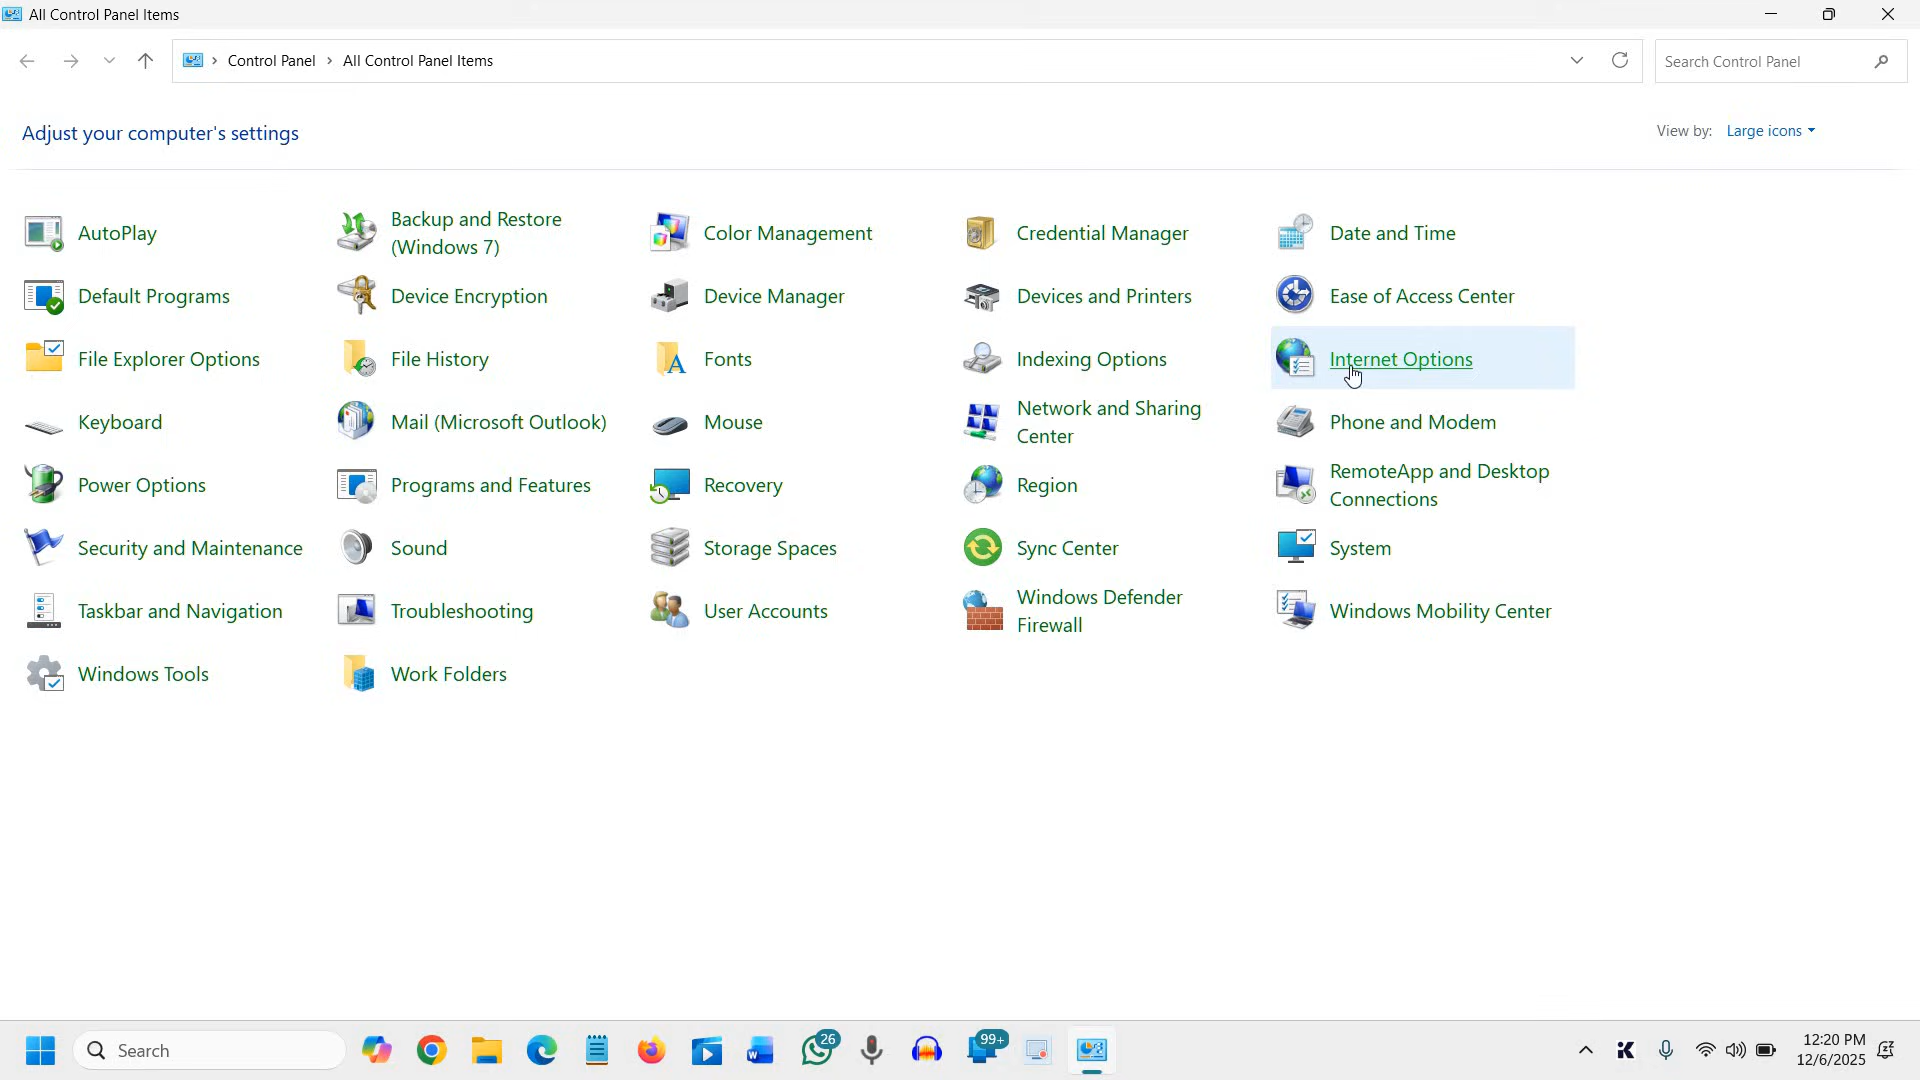 All Control Panel Items
Control Panel > All Control Panel Items
Search Control Panel
Adjust your computer's settings
View by: Large icons
AutoPlay
Backup and Restore
(Windows 7)
Color Management
Credential Manager
Date and Time
Default Programs
Device Encryption
Device Manager
Devices and Printers
Ease of Access Center
File Explorer Options
File History
Fonts
Indexing Options
Internet Options
Keyboard
Mail (Microsoft Outlook)
Mouse
Network and Sharing
Center
Phone and Modem
Power Options
Programs and Features
Recovery
Region
RemoteApp and Desktop
Connections
Security and Maintenance
Sound
Storage Spaces
Sync Center
System
Taskbar and Navigation
Troubleshooting
User Accounts
Windows Defender
Firewall
Windows Mobility Center
Windows Tools
Work Folders
Search
26
99+
12:20 PM
12/6/2025